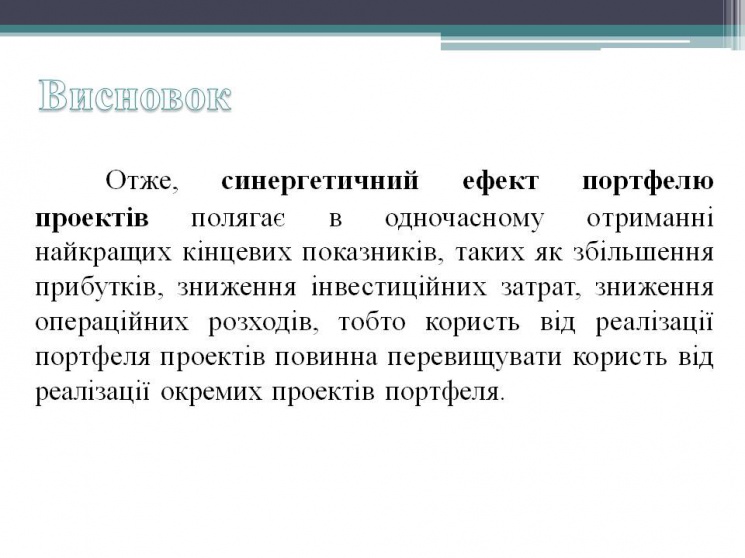 Висновок
Отже, синергетичний ефект портфелю
проектів полягає в одночасному отриманні
найкращих кінцевих показників, таких як збільшення
прибутків, зниження інвестиційних затрат, зниження
операційних розходів, тобто користь від реалізації
портфеля проектів повинна перевищувати користь від
реалізації окремих проектів портфеля.